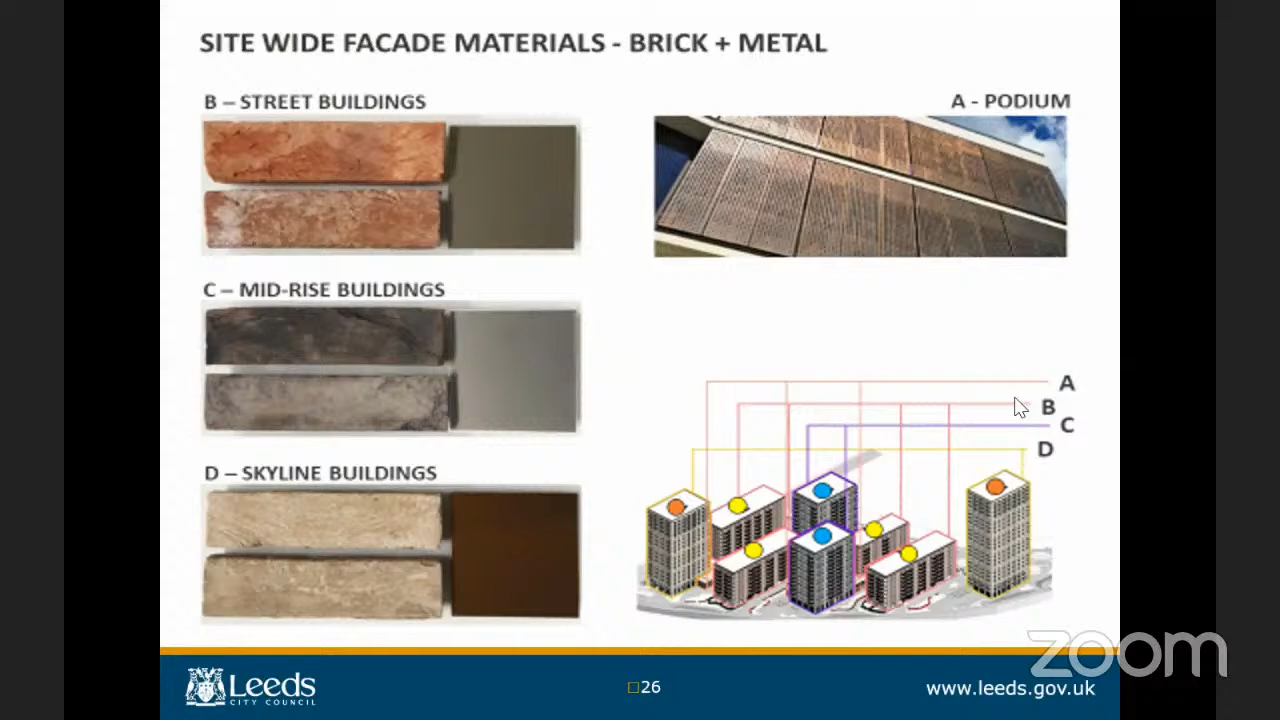 SITE WIDE FACADE MATERIALS - BRICK + METAL
B – STREET BUILDINGS
A - PODIUM
C – MID-RISE BUILDINGS
D – SKYLINE BUILDINGS
A
B
C
D
zoom
Leeds
CITY COUNCIL
26
www.leeds.gov.uk